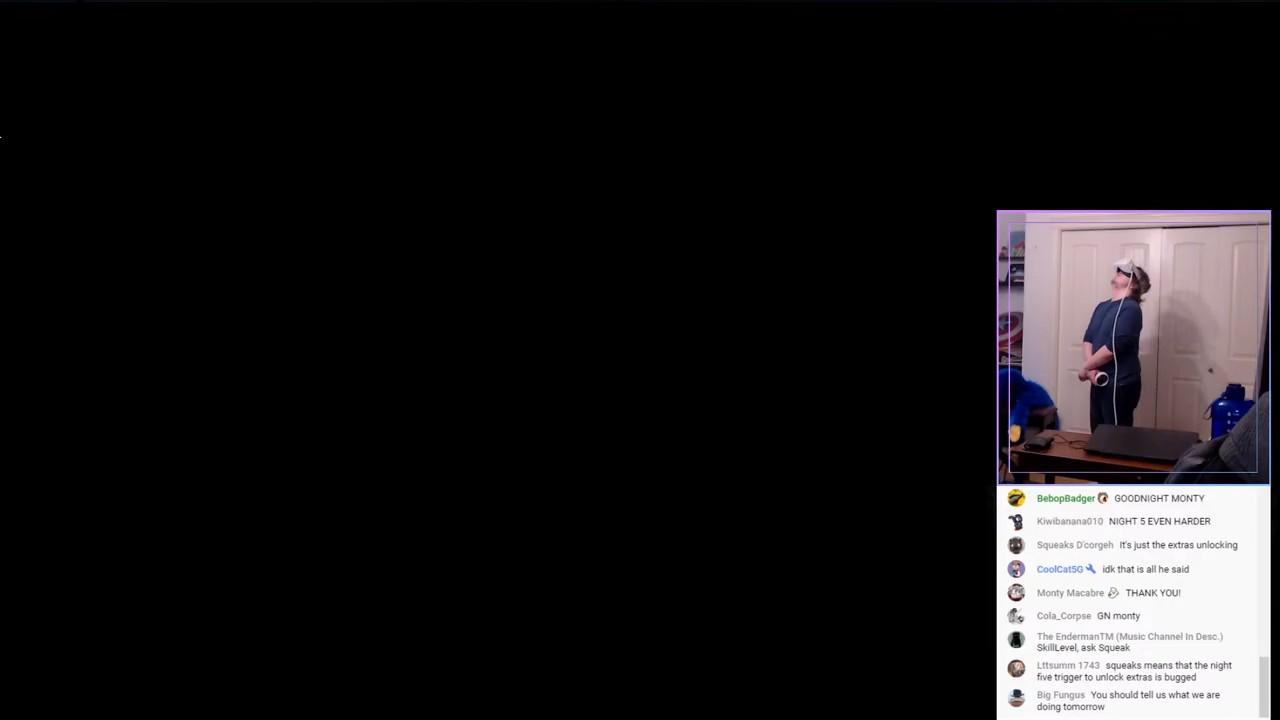 BebopBadger GOODNIGHT MONTY
Kiwibanana010 NIGHT 5 EVEN HARDER
Squeaks D'corgeh It's just the extras unlocking
CoolCat5G idk that is all he said
Monty Macabre THANK YOU!
Cola_Corpse GN monty
The EndermanTM (Music Channel In Desc.)
SkillLevel, ask Squeak
Lttsumm 1743 squeaks means that the night
five trigger to unlock extras is bugged
Big Fungus You should tell us what we are
doing tomorrow